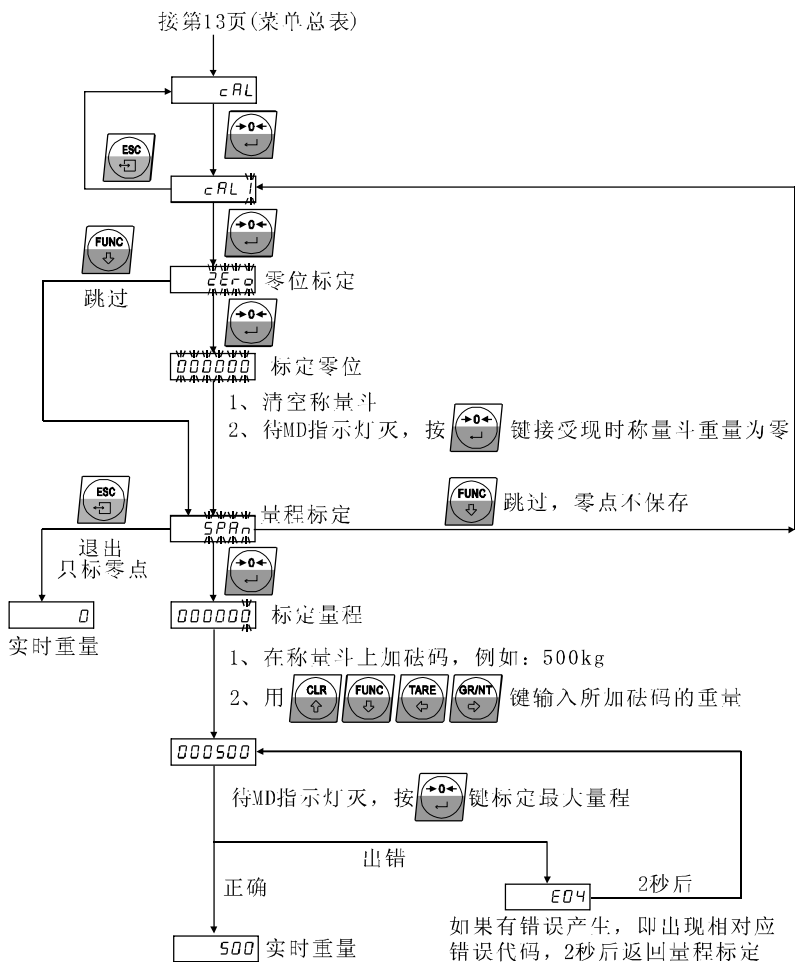 接第13页(菜单总表)
cAL
→0←
ESC
cAL 1
→0←
FUNC
跳过
2Ero 零位标定
→0←
000000 标定零位
1、清空称量斗
2、待MD指示灯灭，按 →0← 键接受现时称量斗重量为零
ESC
FUNC 跳过，零点不保存
SPAn 量程标定
退出
只标零点
→0←
0
实时重量
000000 标定量程
1、在称量斗上加砝码，例如：500kg
2、用 CLR FUNC TARE GR/NT 键输入所加砝码的重量
000500
待MD指示灯灭，按 →0← 键标定最大量程
出错
正确
E04
2秒后
如果有错误产生，即出现相对应
错误代码，2秒后返回量程标定
500 实时重量